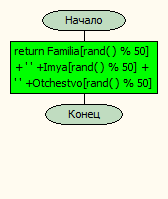 Начало
return Familia[rand( ) % 50]
+ ' ' +Imya[rand( ) % 50] +
' ' +Otchestvo[rand( ) % 50]
Конец